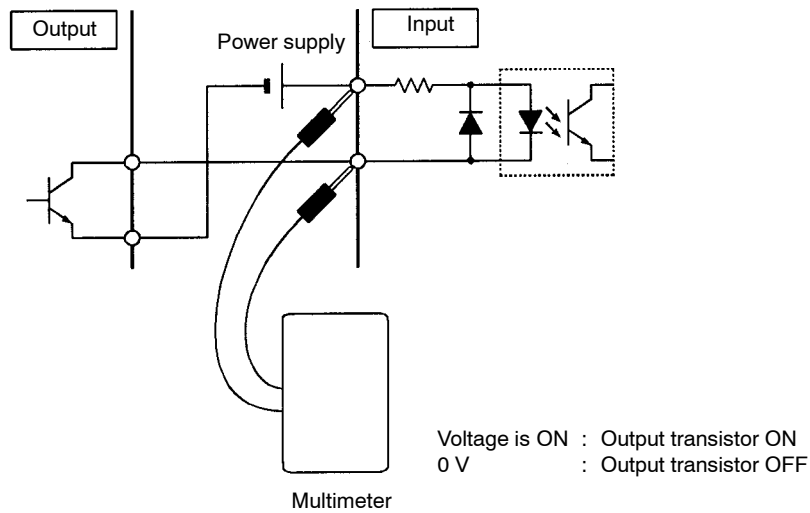 Output
Power supply
Input
Voltage is ON : Output transistor ON
0 V : Output transistor OFF
Multimeter